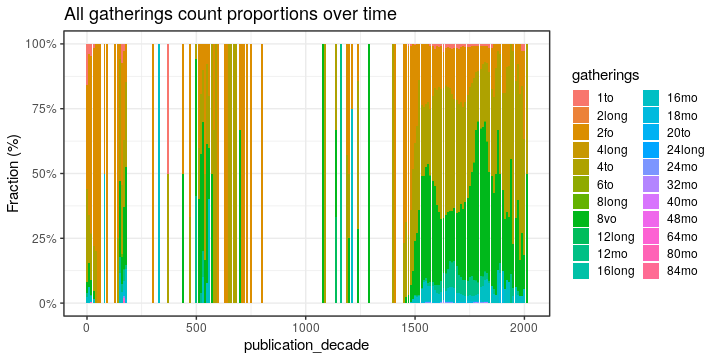 All gatherings count proportions over time
100%
75%
50%
25%
0%
Fraction (%)
0
500
1000
1500
2000
publication_decade
gatherings
1to
2long
2fo
4long
4to
6to
8long
8vo
12long
12mo
16long
16mo
18mo
20to
24long
24mo
32mo
40mo
48mo
64mo
80mo
84mo